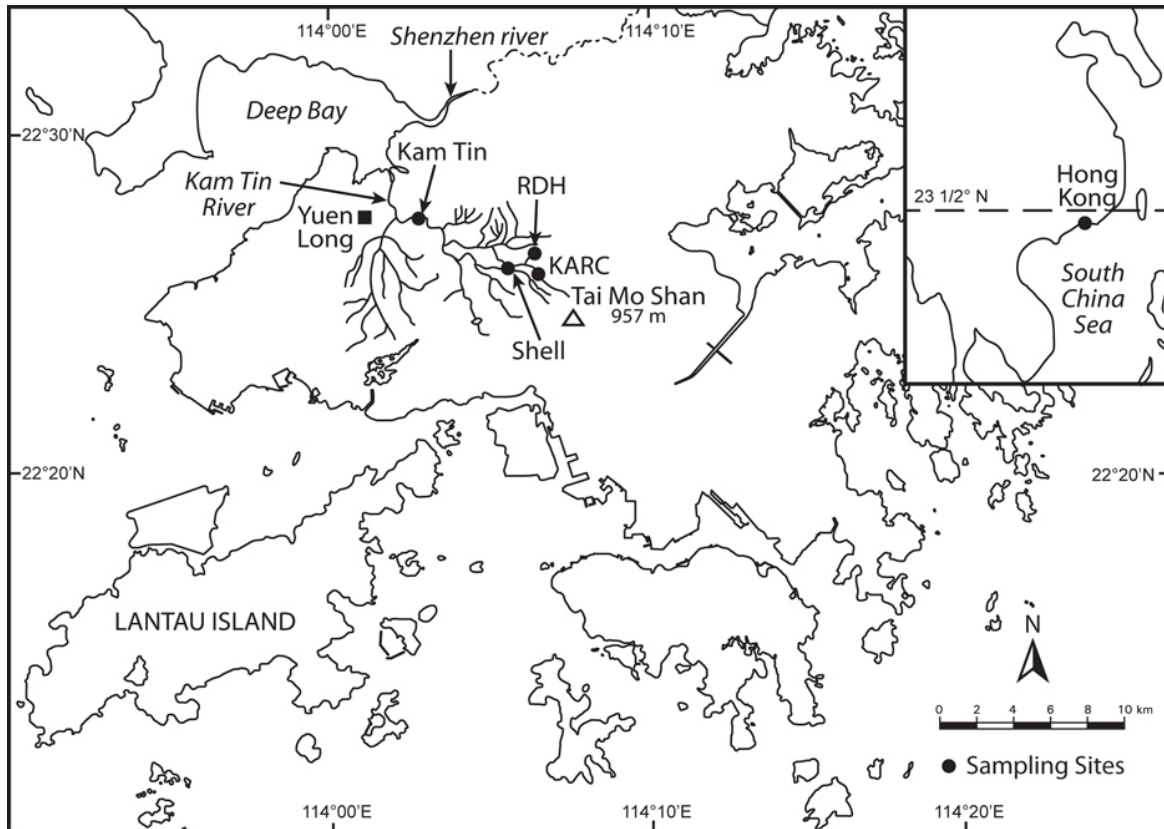 114°00'E
114°10'E
Shenzhen river
Deep Bay
22°30'N
Kam Tin
Kam Tin
River
RDH
Yuen
Long
KARC
Tai Mo Shan
957 m
Shell
23 1/2° N
Hong
Kong
South
China
Sea
22°20'N
22°20'N
LANTAU ISLAND
N
0 2 4 6 8 10 km
Sampling Sites
114°00'E
114°10'E
114°20'E